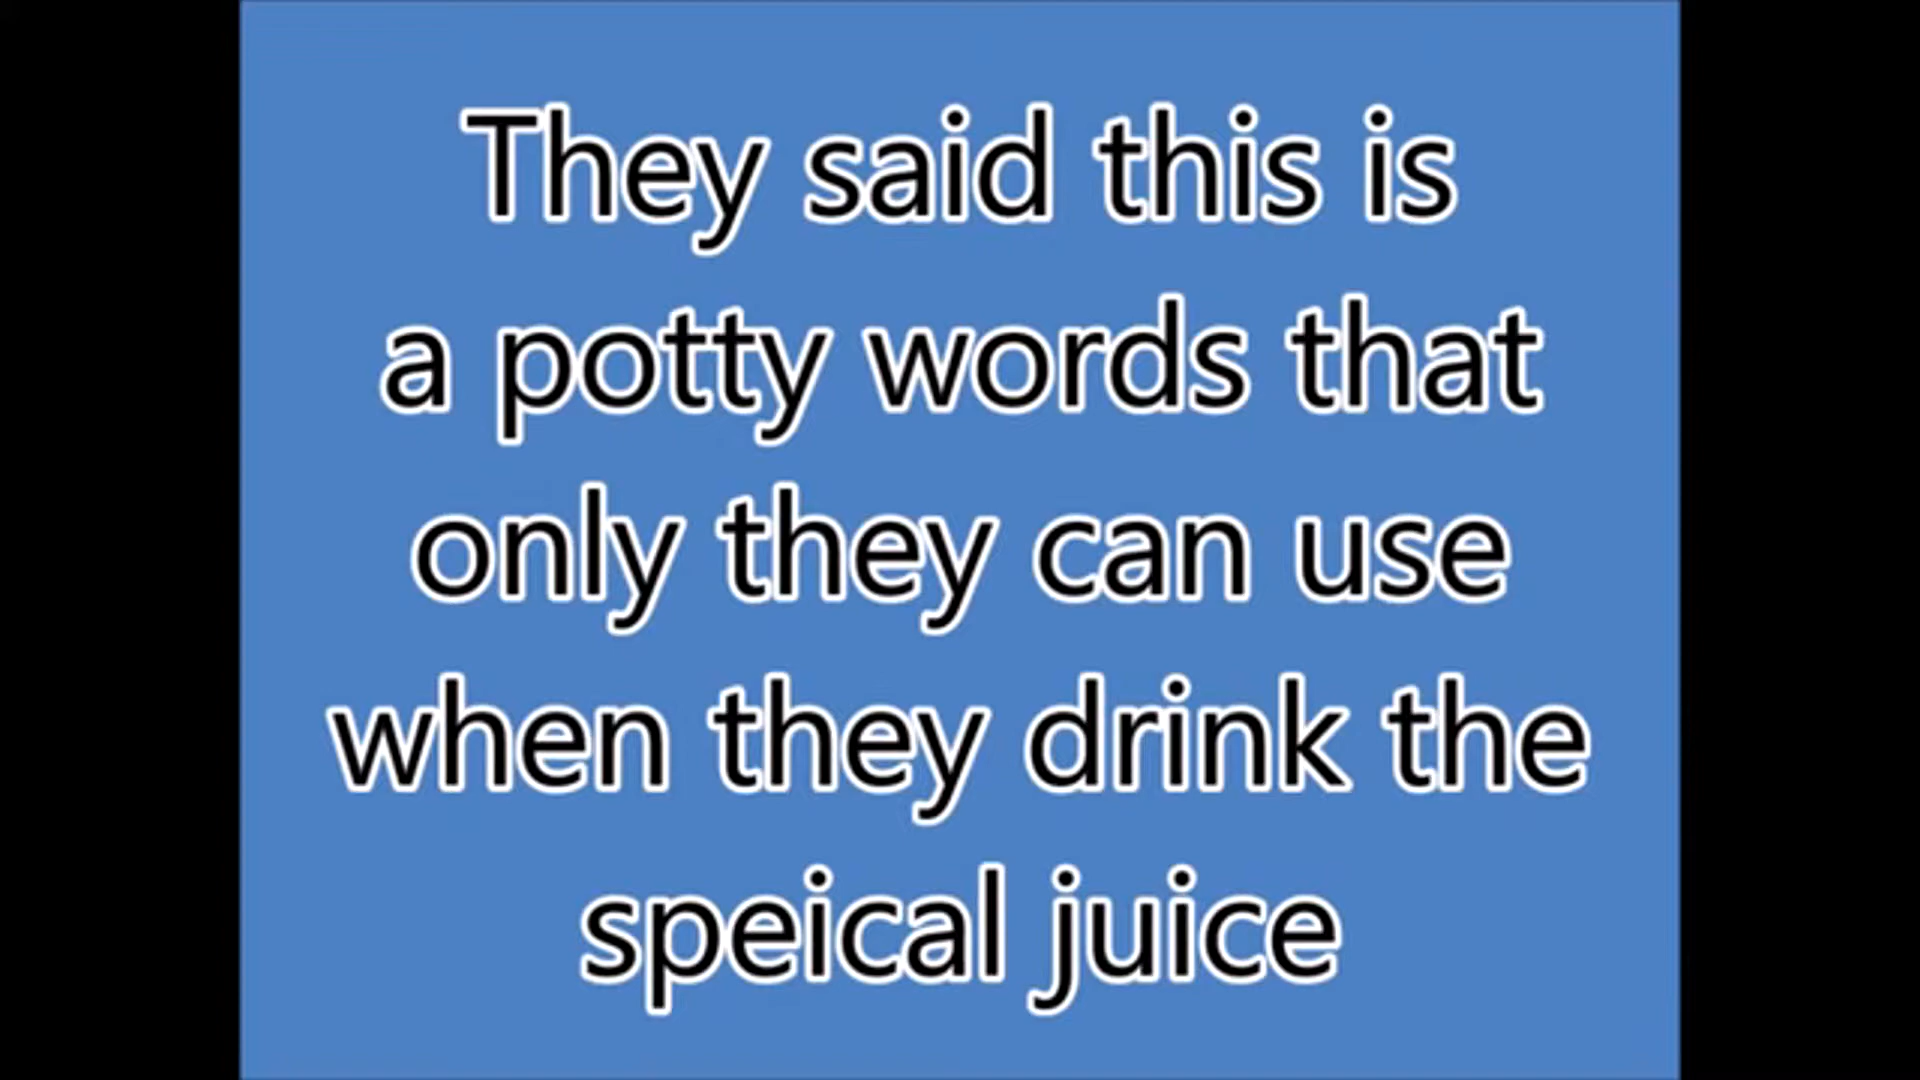 They said this is
a potty words that
only they can use
when they drink the
speical juice